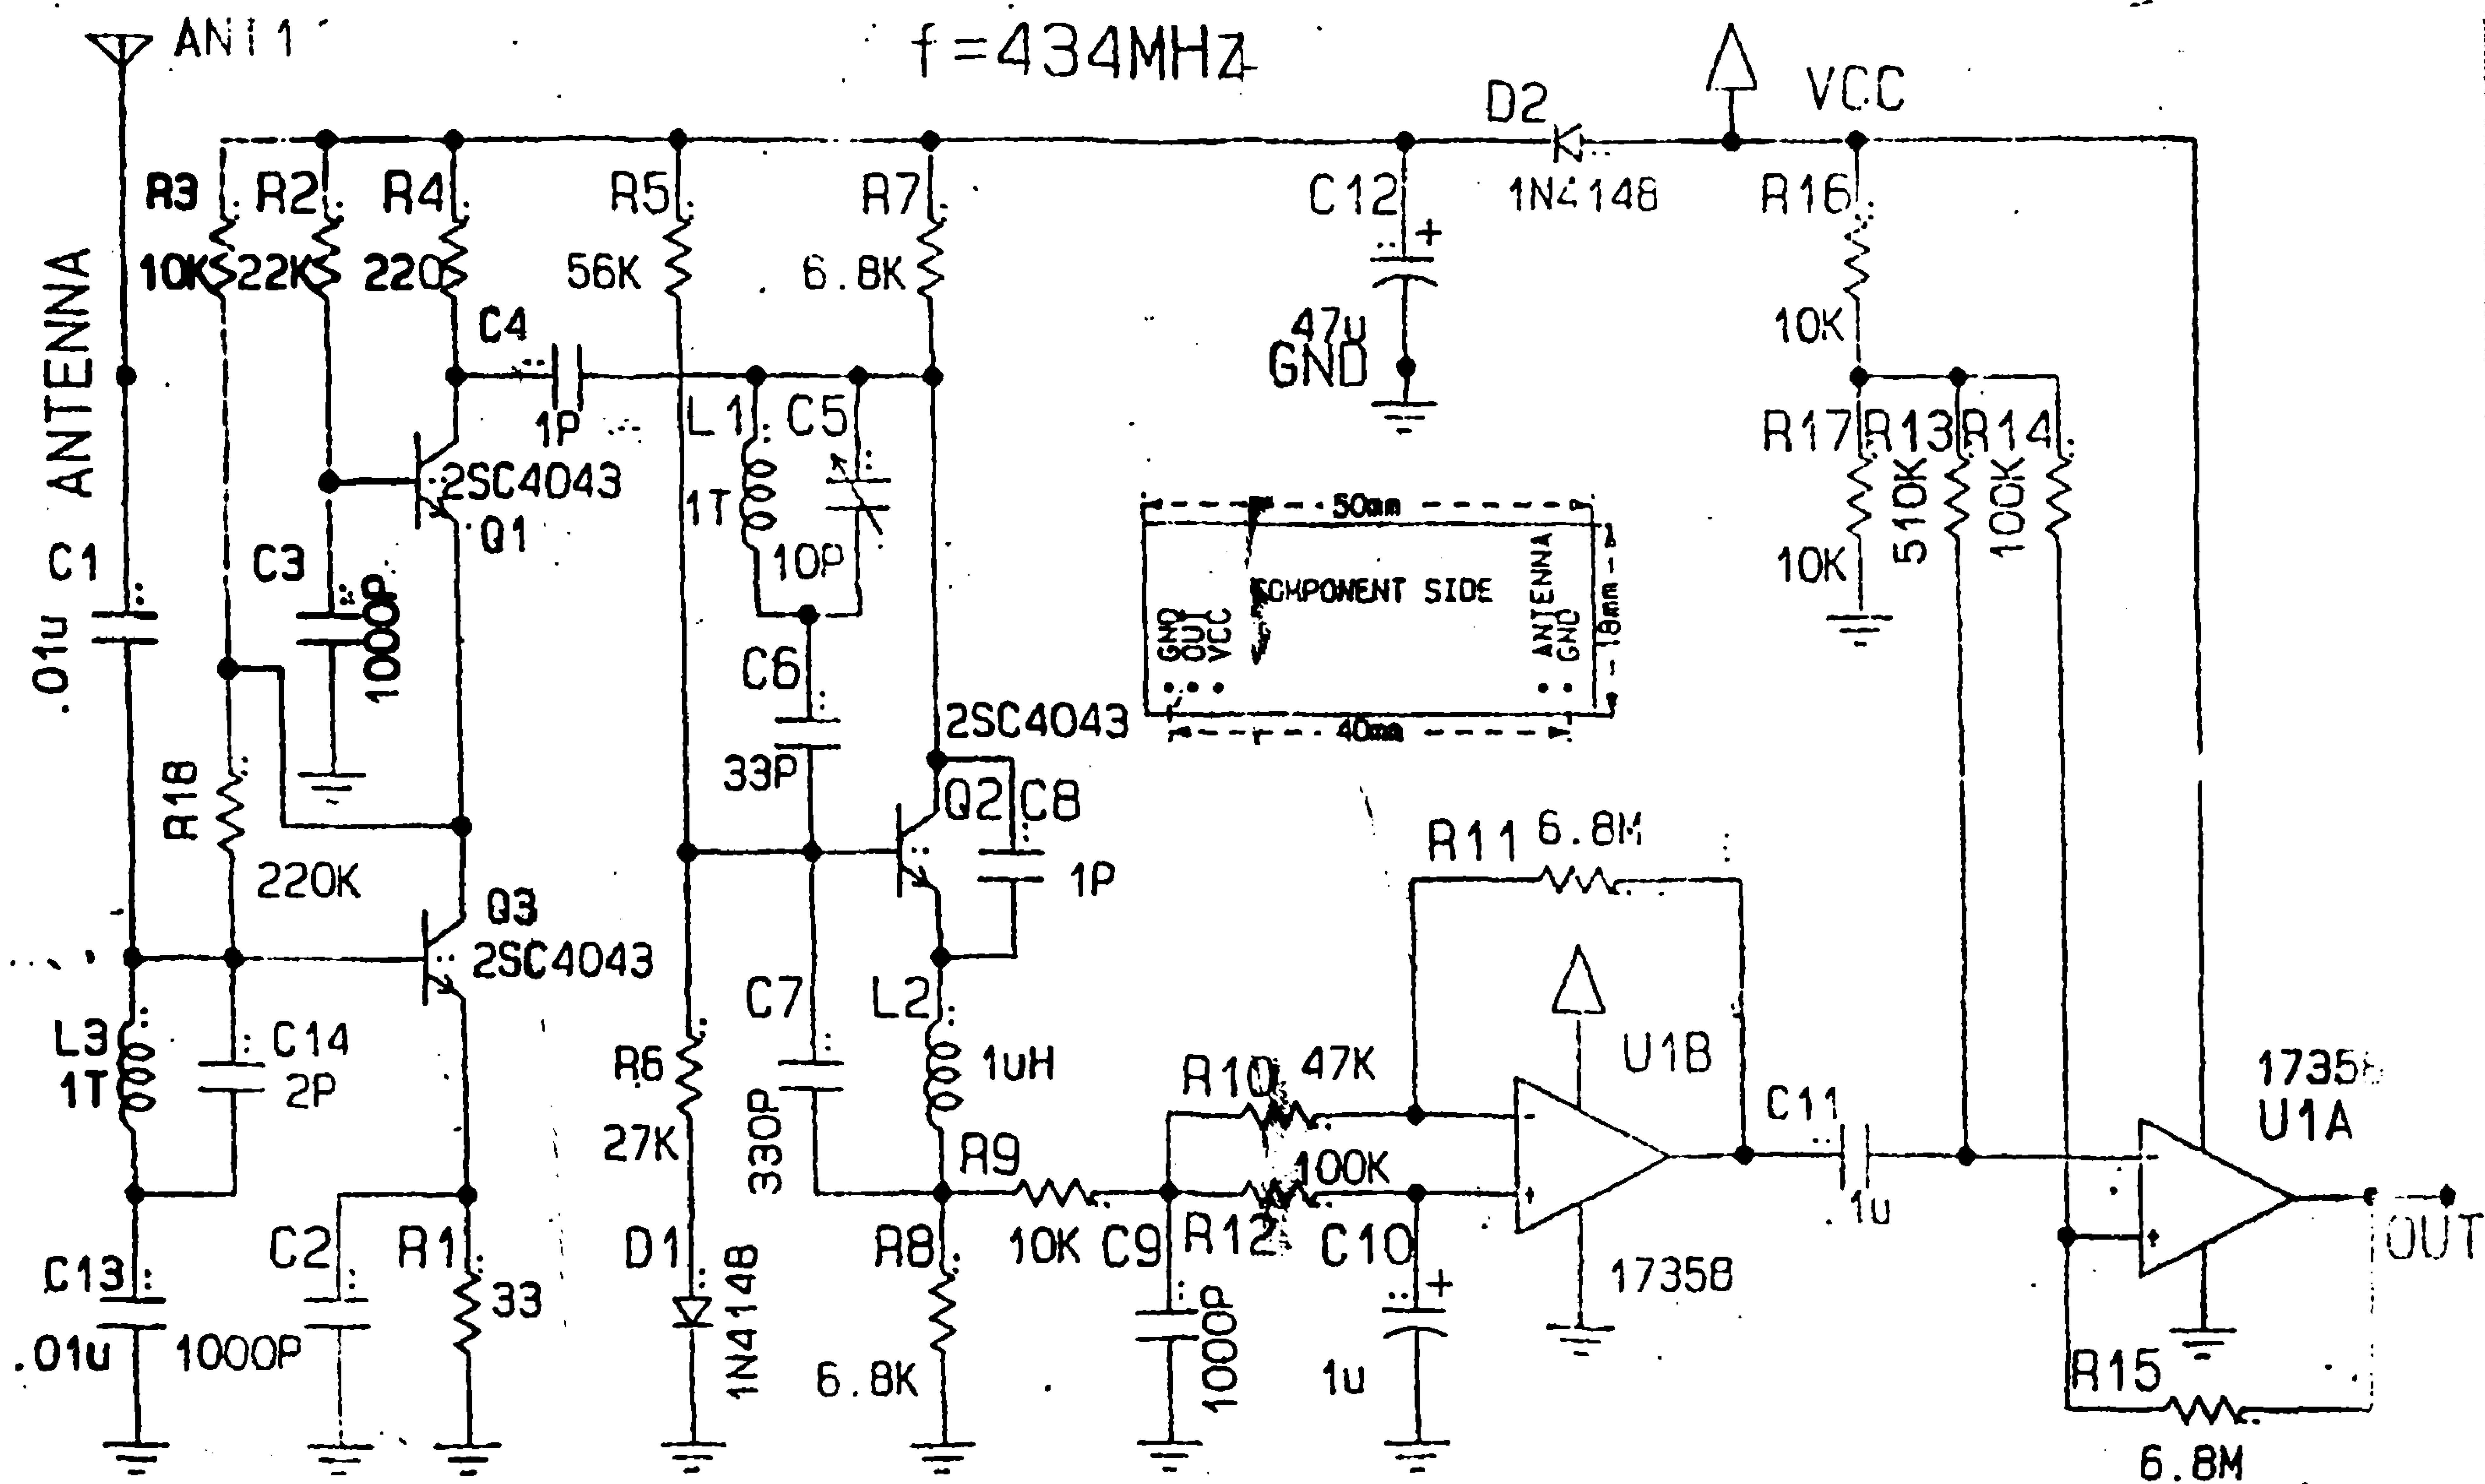 ANT1
f=434MHz
VCC
D2
1N4148
R3
R2
R4
R5
R7
C12
R16
10K
22K
220
56K
6.8K
+
47u
GND
10K
ANTENNA
C4
1P
L1
C5
1T
10P
R17
R13
R14
510K
100K
10K
2SC4043
Q1
C1
.01u
C3
1000P
50mm
COMPONENT SIDE
GND
OUT
VCC
ANTENNA
GND
18mm
40mm
C6
33P
2SC4043
Q2
C8
1P
R18
220K
R11
6.8M
Q3
2SC4043
C7
330P
L2
1uH
L3
1T
C14
2P
R6
27K
R10
47K
U1B
-
+
17358
C11
1u
U1A
-
+
OUT
R9
10K
100K
R12
C9
1000P
C10
+
1u
C13
.01u
C2
1000P
R1
33
D1
1N4148
R8
6.8K
R15
6.8M